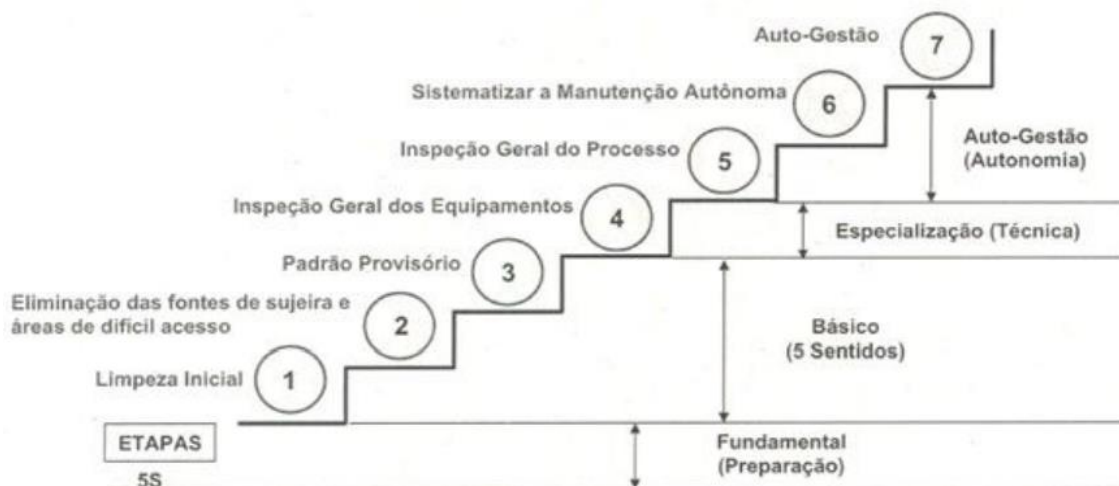 Auto-Gestão
7
Sistematizar a Manutenção Autônoma
6
Auto-Gestão
(Autonomia)
Inspeção Geral do Processo
5
Inspeção Geral dos Equipamentos
4
Especialização (Técnica)
Padrão Provisório
3
Eliminação das fontes de sujeira e
áreas de difícil acesso
2
Básico
(5 Sentidos)
Limpeza Inicial
1
ETAPAS
5S
Fundamental
(Preparação)